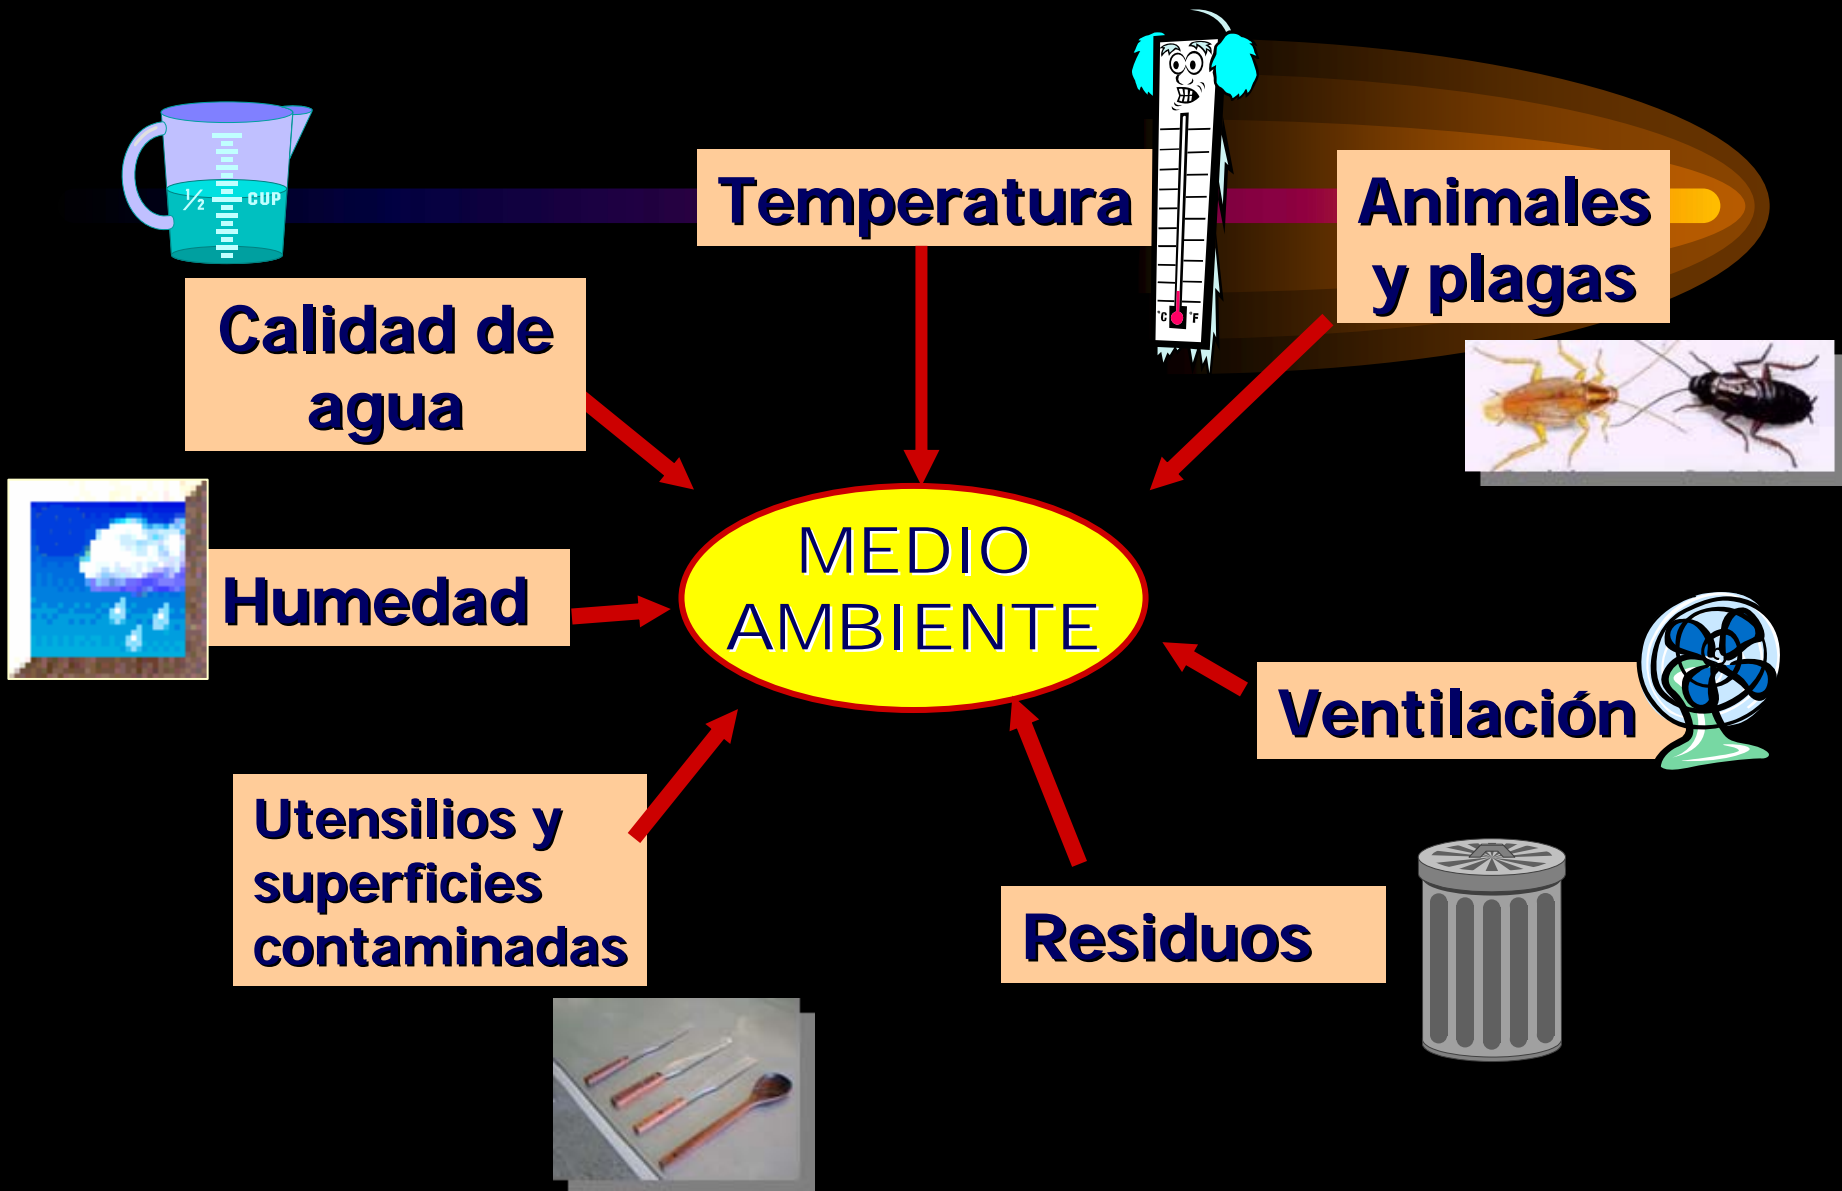 ½ CUP
Temperatura
°C °F
Animales
y plagas
Calidad de
agua
MEDIO
AMBIENTE
Humedad
Ventilación
Utensilios y
superficies
contaminadas
Residuos